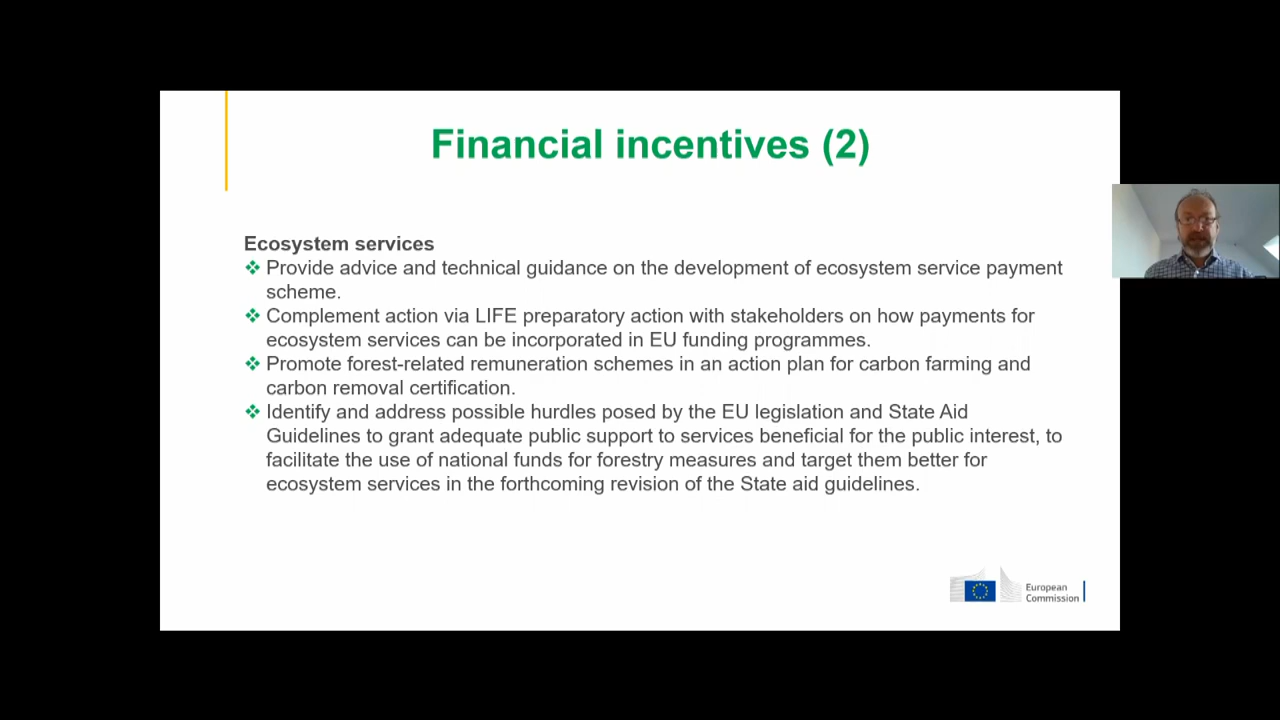 Financial incentives (2)
Ecosystem services
❖ Provide advice and technical guidance on the development of ecosystem service payment
scheme.
❖ Complement action via LIFE preparatory action with stakeholders on how payments for
ecosystem services can be incorporated in EU funding programmes.
❖ Promote forest-related remuneration schemes in an action plan for carbon farming and
carbon removal certification.
❖ Identify and address possible hurdles posed by the EU legislation and State Aid
Guidelines to grant adequate public support to services beneficial for the public interest, to
facilitate the use of national funds for forestry measures and target them better for
ecosystem services in the forthcoming revision of the State aid guidelines.
European
Commission